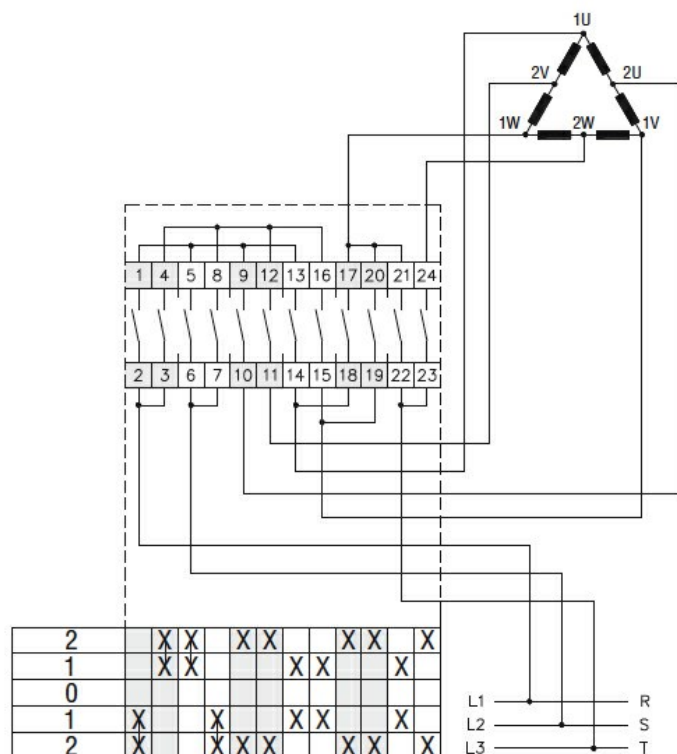 1U
2V 2U
1W 2W 1V
1 4 5 8 9 12 13 16 17 20 21 24
2 3 6 7 10 11 14 15 18 19 22 23
2 X X X X X X X
1 X X X X X
0
1 X X X X X
2 X X X X X X X
L1 R
L2 S
L3 T